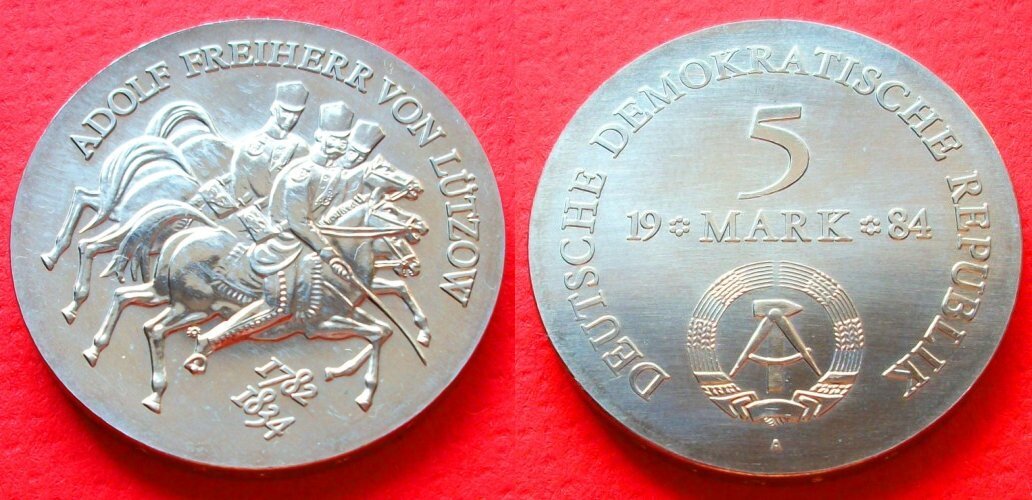 ADOLF FREIHERR VON LÜTZOW
1782
1834
DEUTSCHE DEMOKRATISCHE REPUBLIK
5
19 MARK 84
A